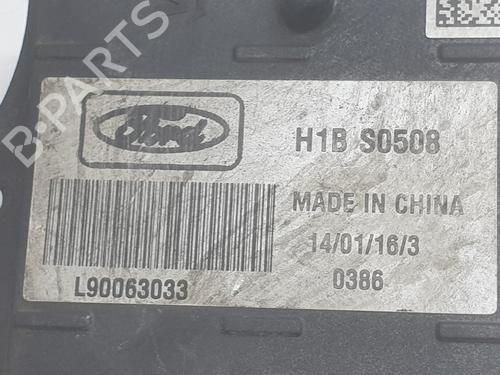 Ford
H1B S0508
MADE IN CHINA
14/01/16/3
0386
L90063033
B-PARTS